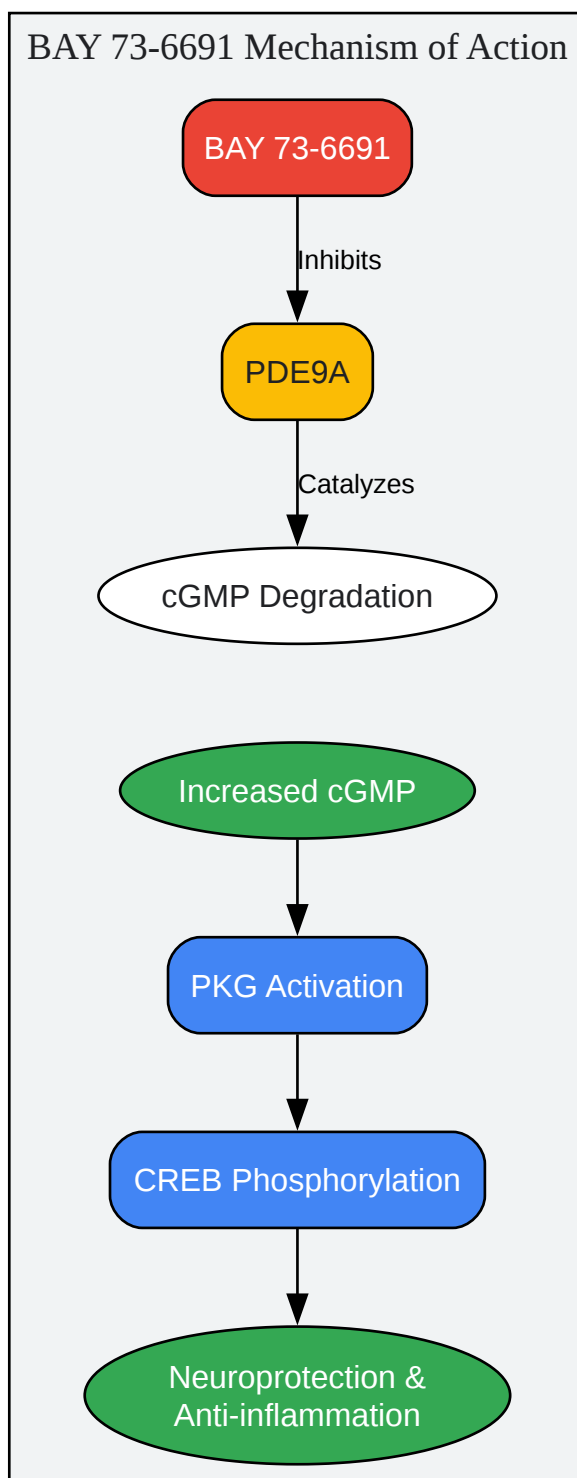 BAY 73-6691 Mechanism of Action
BAY 73-6691
Inhibits
PDE9A
Catalyzes
cGMP Degradation
Increased cGMP
PKG Activation
CREB Phosphorylation
Neuroprotection &
Anti-inflammation